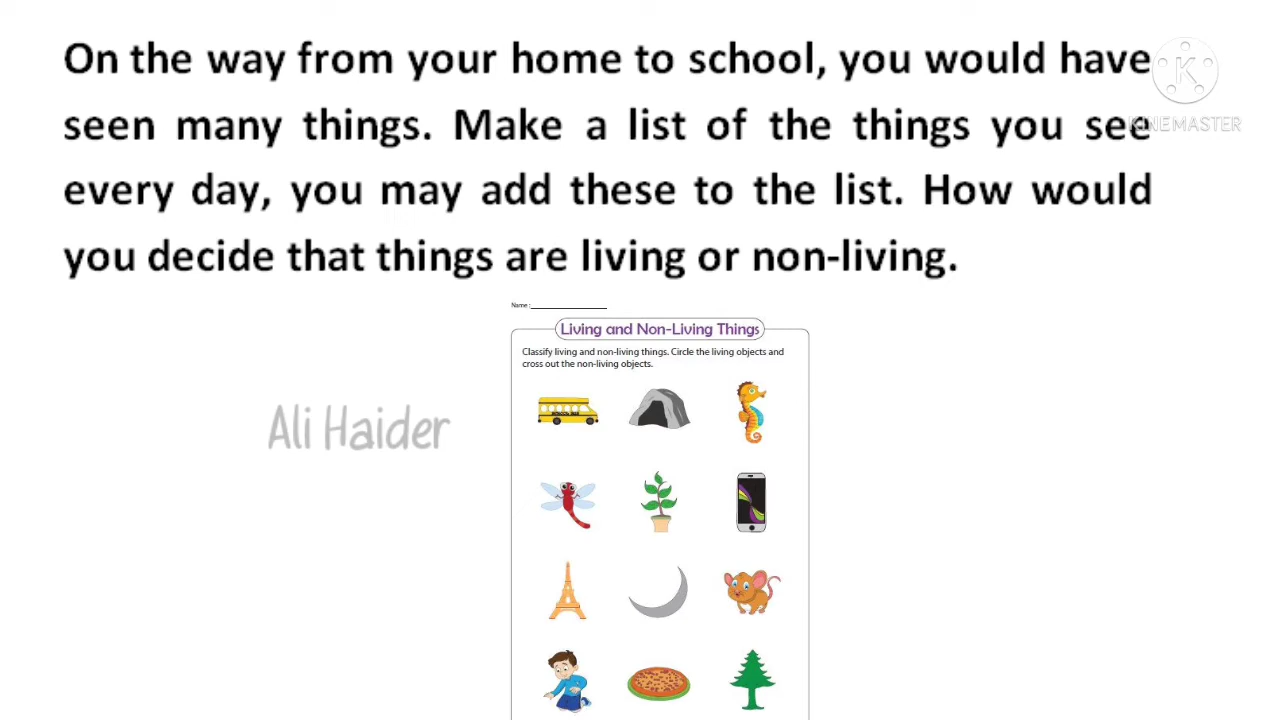 On the way from your home to school, you would have
seen many things. Make a list of the things you see
every day, you may add these to the list. How would
you decide that things are living or non-living.
KINEMASTER
Name :
Living and Non-Living Things
Classify living and non-living things. Circle the living objects and
cross out the non-living objects.
Ali Haider